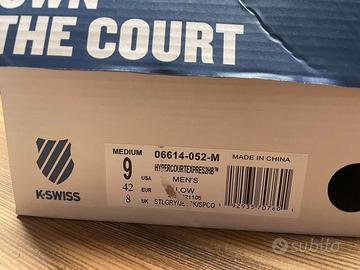 OWN
THE COURT
K·SWISS
MEDIUM
9 USA
42 EUR
8 UK
06614-052-M
HYPERCOURTEXPRES2HB™
MEN'S
LOW
MADE IN CHINA
subito